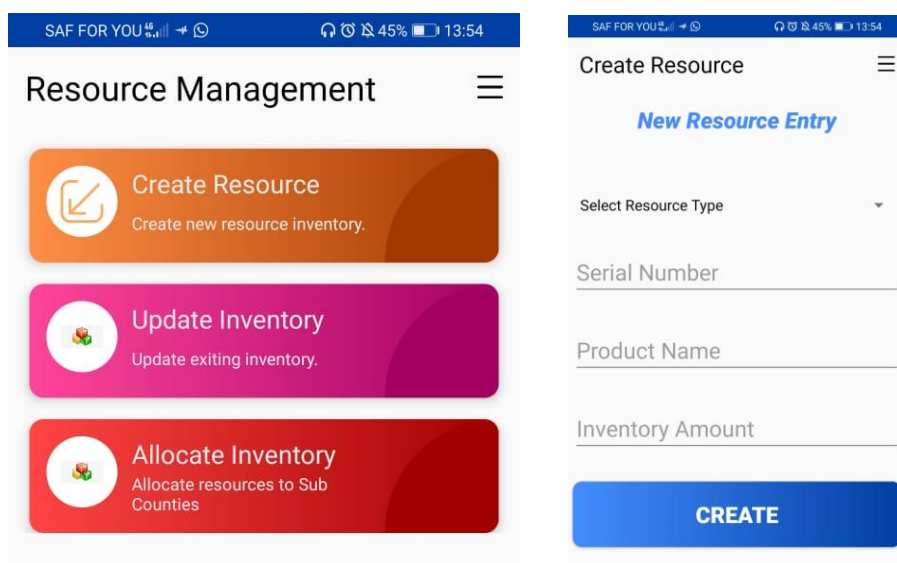 SAF FOR YOU 46 45% 13:54
Resource Management
Create Resource
Create new resource inventory.
Update Inventory
Update exiting inventory.
Allocate Inventory
Allocate resources to Sub
Counties
SAF FOR YOU 45% 13:54
Create Resource
New Resource Entry
Select Resource Type
Serial Number
Product Name
Inventory Amount
CREATE